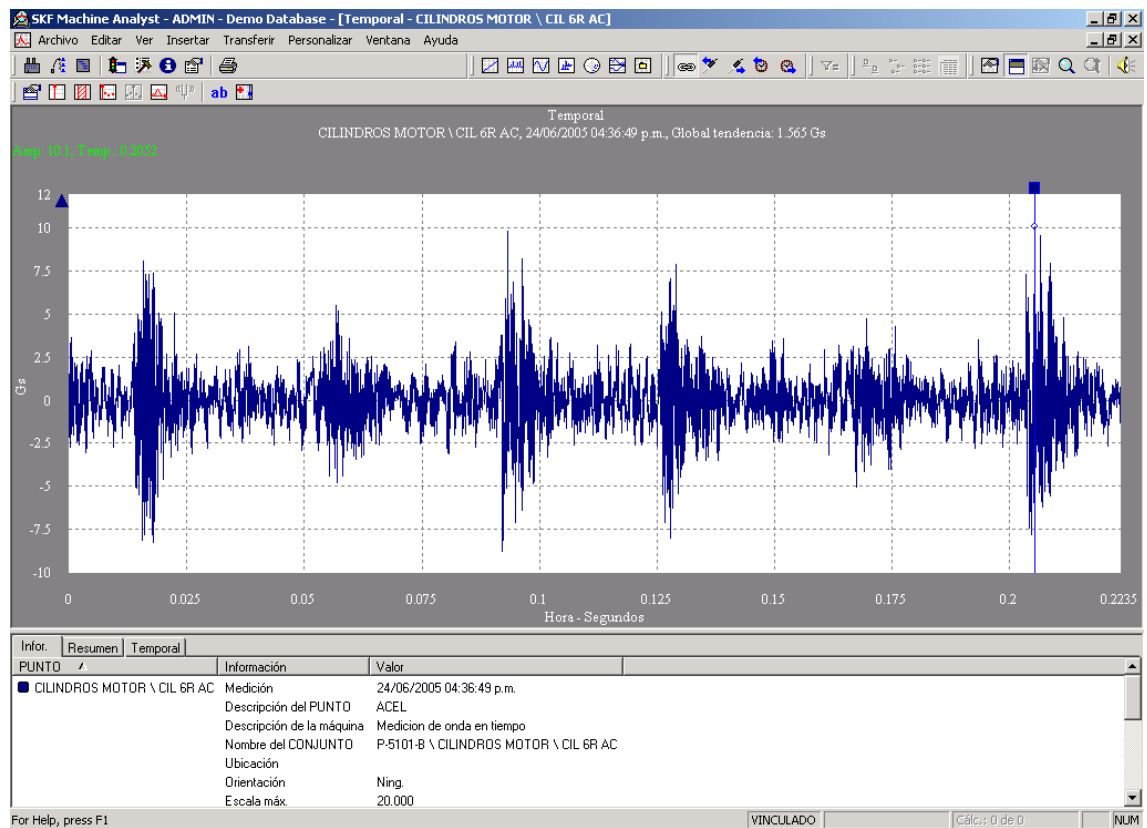 SKF Machine Analyst - ADMIN - Demo Database - [Temporal - CILINDROS MOTOR \ CIL 6R AC]
Archivo Editar Ver Insertar Transferir Personalizar Ventana Ayuda
ab
Temporal
CILINDROS MOTOR \ CIL 6R AC, 24/06/2005 04:36:49 p.m., Global tendencia: 1.565 Gs
Amp: 10.1, Temp.: 0.2052
12
10
7.5
5
2.5
0
-2.5
-5
-7.5
-10
Gs
0 0.025 0.05 0.075 0.1 0.125 0.15 0.175 0.2 0.2235
Hora - Segundos
Infor. Resumen Temporal
PUNTO Información Valor
CILINDROS MOTOR \ CIL 6R AC Medición 24/06/2005 04:36:49 p.m.
Descripción del PUNTO ACEL
Descripción de la máquina Medicion de onda en tiempo
Nombre del CONJUNTO P-5101-B \ CILINDROS MOTOR \ CIL 6R AC
Ubicación
Orientación Ning.
Escala máx. 20.000
For Help, press F1 VINCULADO Cálc.: 0 de 0 NUM